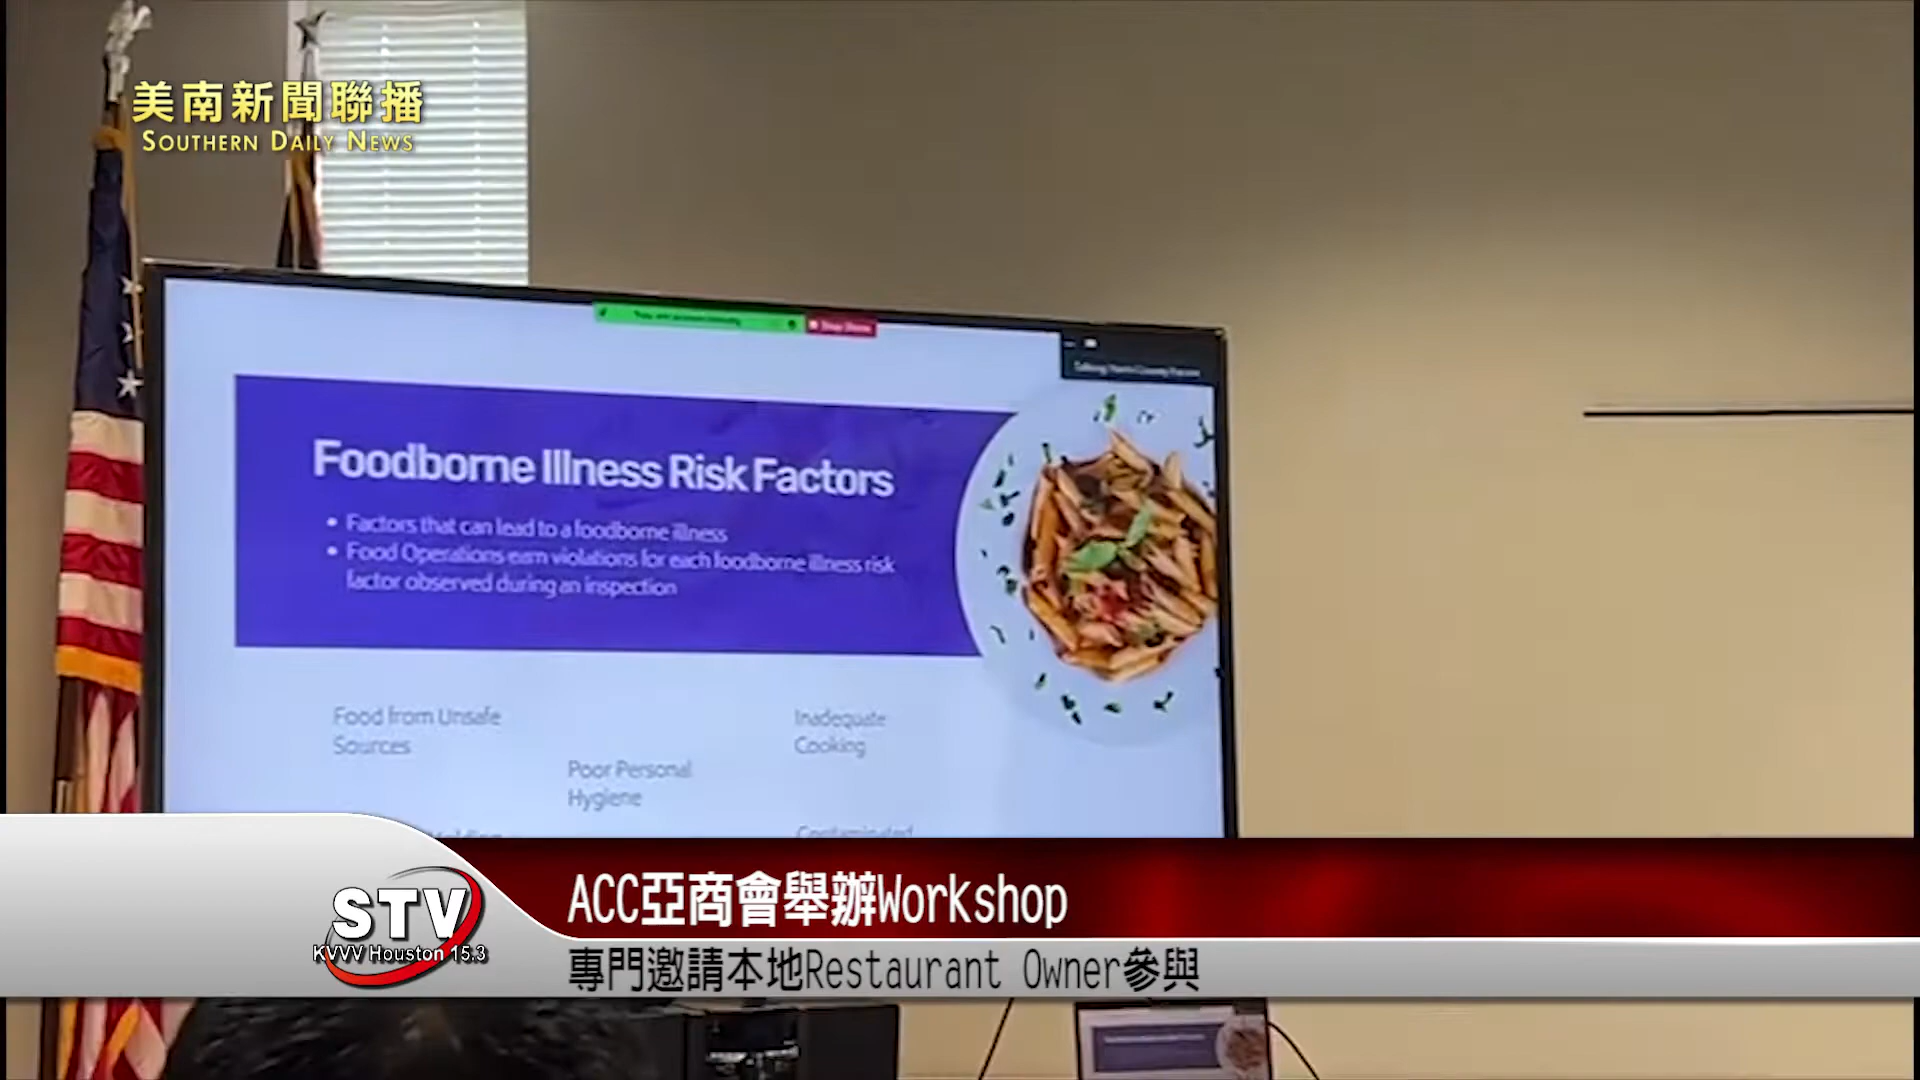 美南新聞聯播
SOUTHERN DAILY NEWS
Foodborne Illness Risk Factors
• Factors that can lead to a foodborne illness
• Food Operations earn violations for each foodborne illness risk
factor observed during an inspection
Food from Unsafe
Sources
Poor Personal
Hygiene
Inadequate
Cooking
Contaminated
STV
KVVV Houston 15.3
ACC亞商會舉辦Workshop
專門邀請本地Restaurant Owner參與